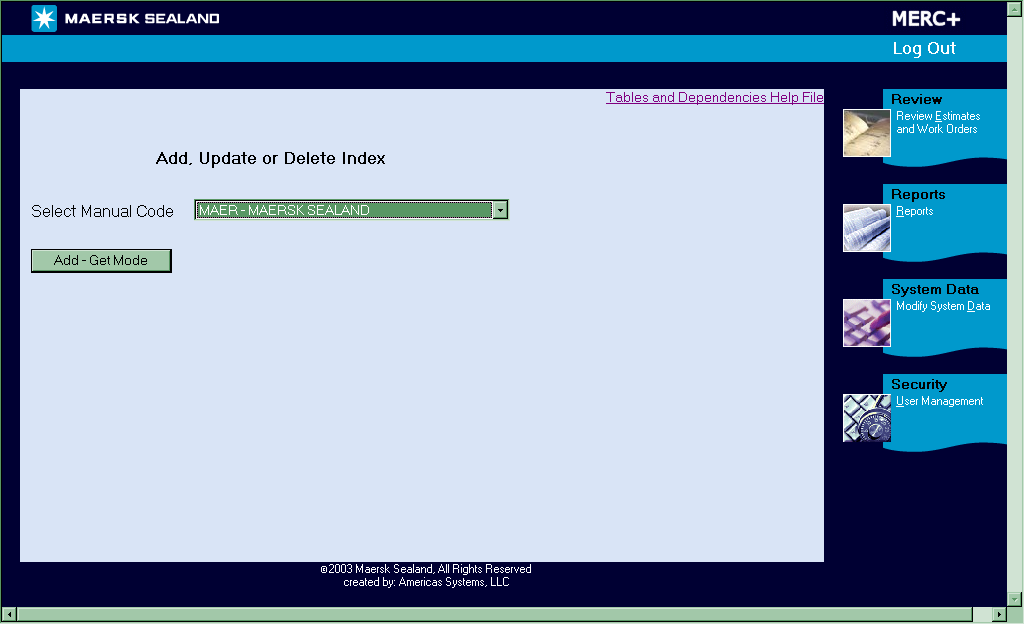 MAERSK SEALAND
MERC+
Log Out
Tables and Dependencies Help File
Add, Update or Delete Index
Select Manual Code
MAER - MAERSK SEALAND
Add - Get Mode
Review
Review Estimates
and Work Orders
Reports
Reports
System Data
Modify System Data
Security
User Management
©2003 Maersk Sealand, All Rights Reserved
created by: Americas Systems, LLC